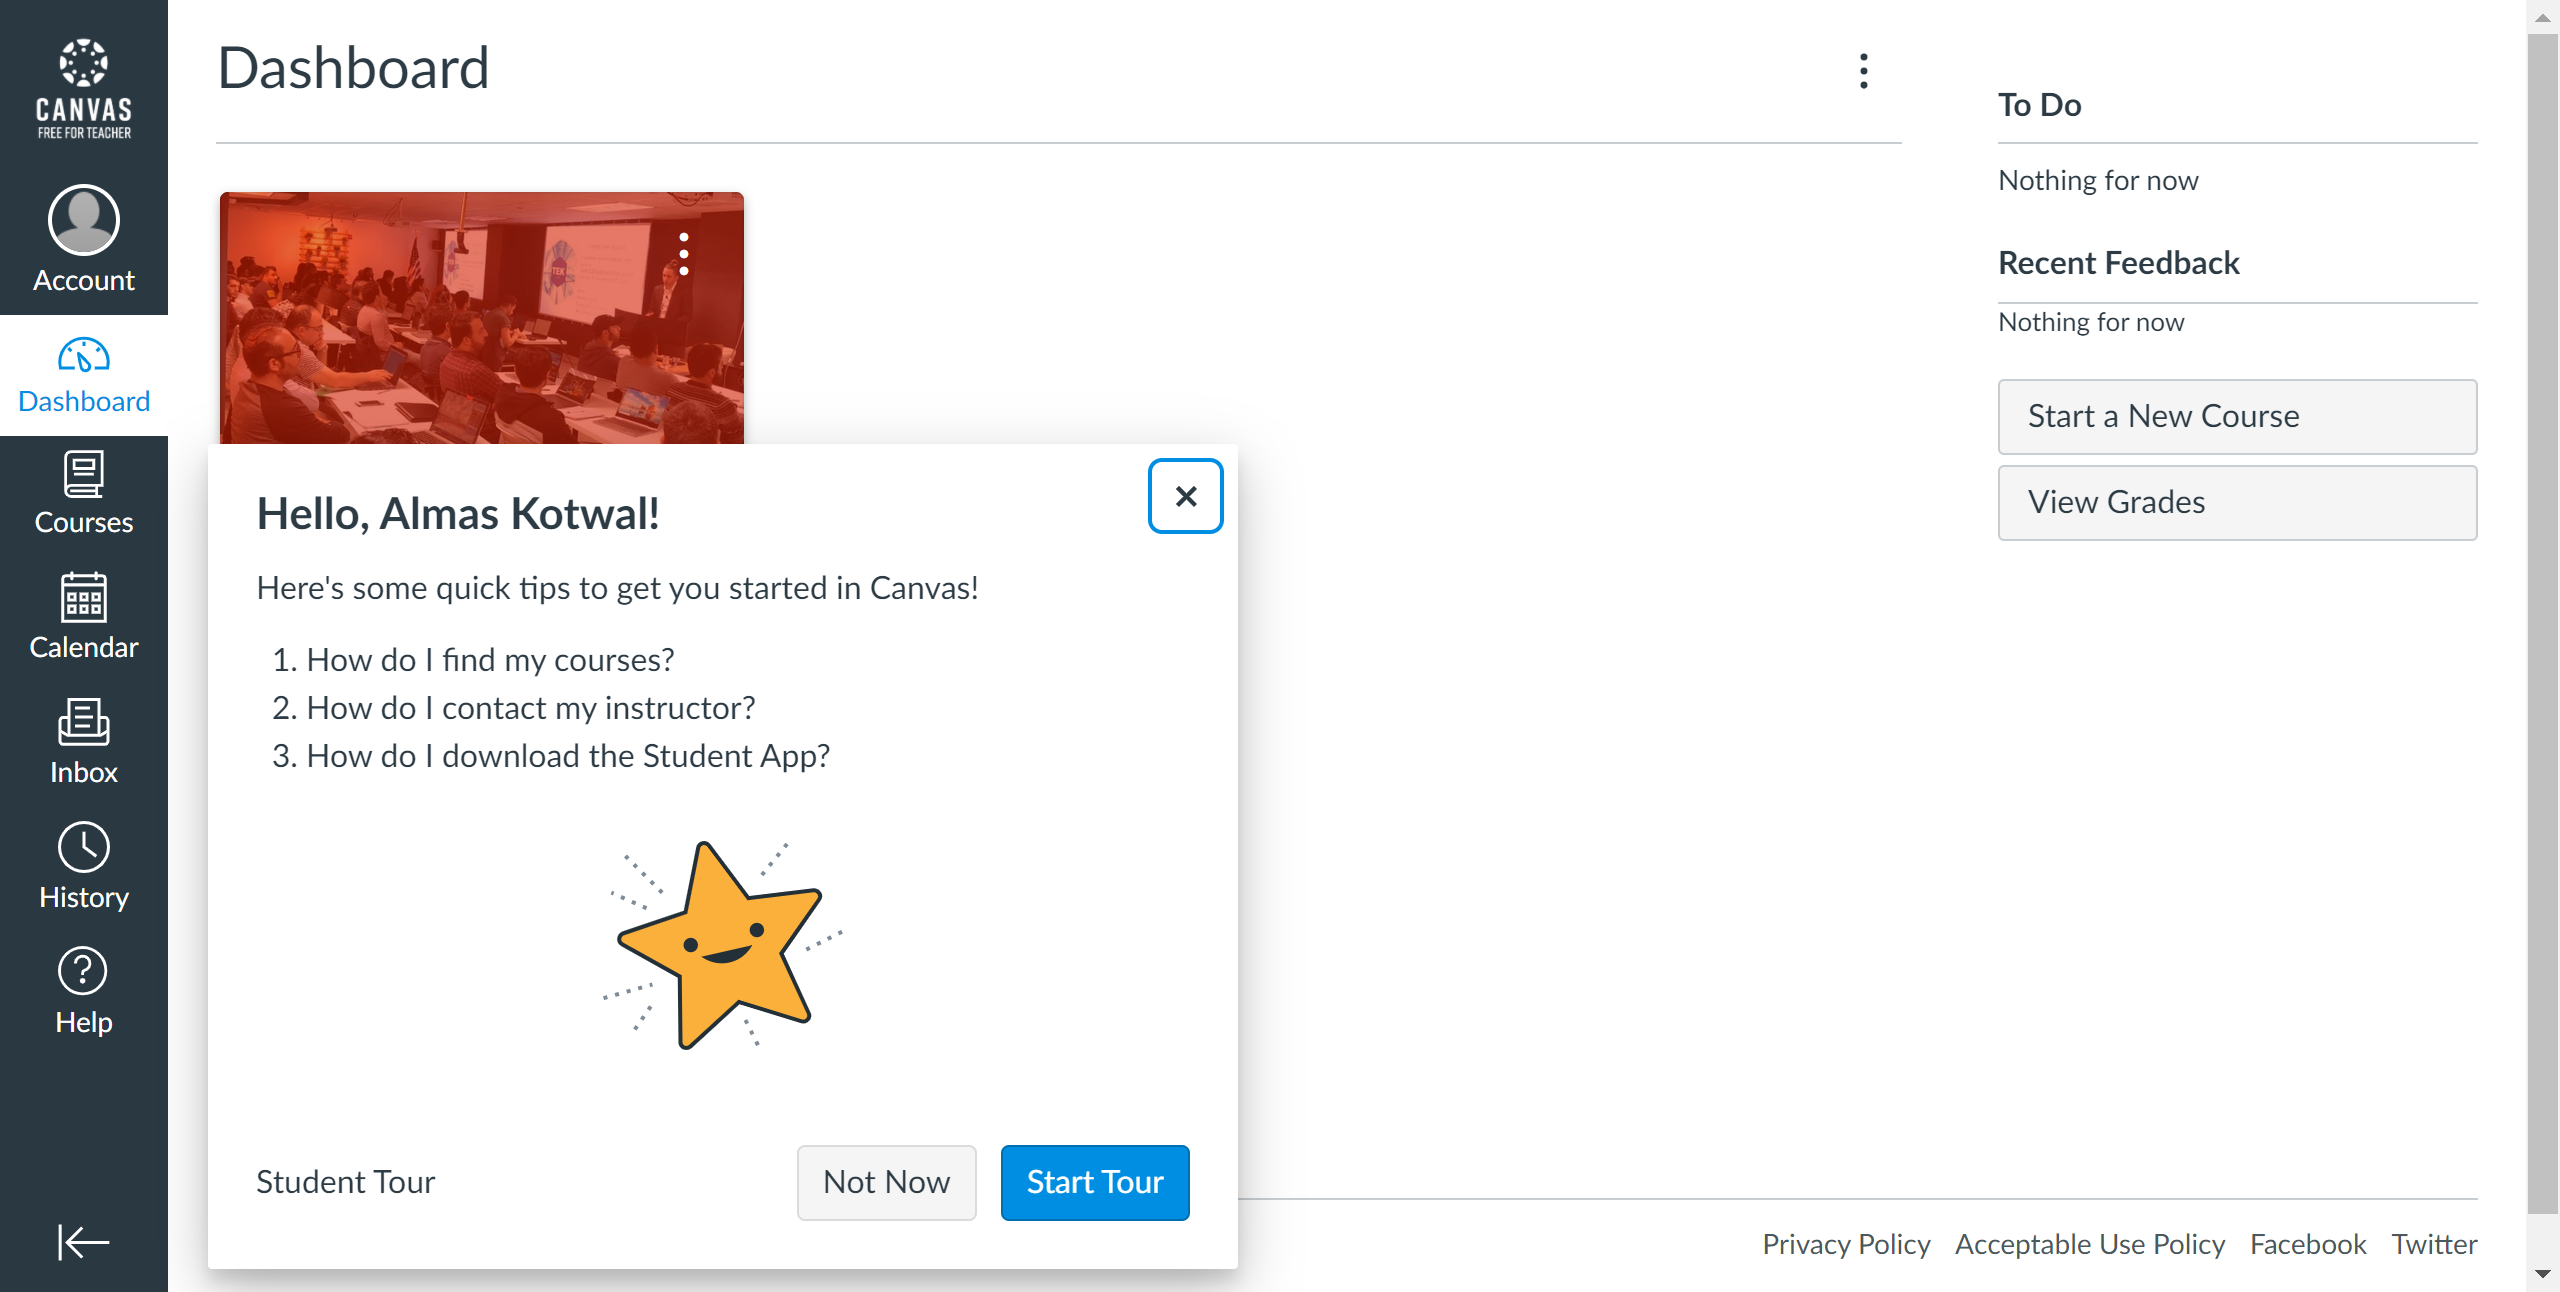 CANVAS
FREE FOR TEACHER
Account
Dashboard
Courses
Calendar
Inbox
History
Help
Dashboard
TEK
Hello, Almas Kotwal!
Here's some quick tips to get you started in Canvas!
1. How do I find my courses?
2. How do I contact my instructor?
3. How do I download the Student App?
Student Tour
Not Now
Start Tour
To Do
Nothing for now
Recent Feedback
Nothing for now
Start a New Course
View Grades
Privacy Policy Acceptable Use Policy Facebook Twitter